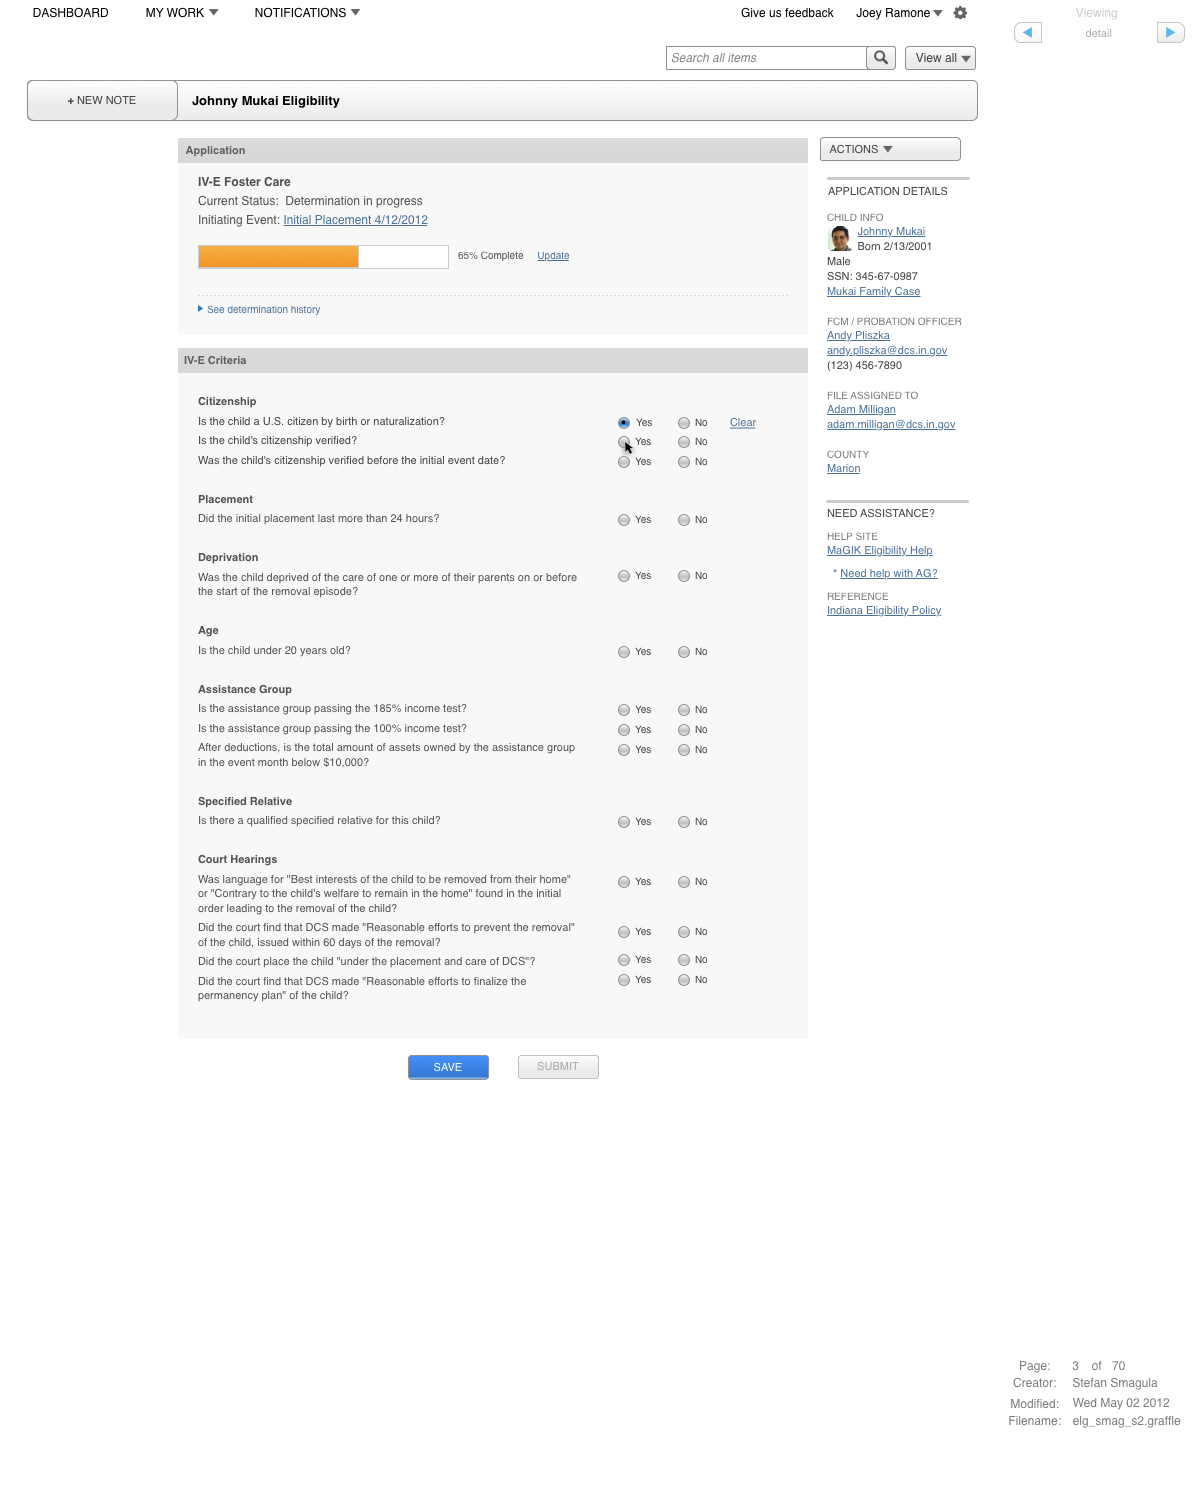 DASHBOARD MY WORK NOTIFICATIONS Give us feedback Joey Ramone Viewing
detail
Search all items View all
+ NEW NOTE Johnny Mukai Eligibility
Application
IV-E Foster Care
Current Status: Determination in progress
Initiating Event: Initial Placement 4/12/2012
65% Complete Update
See determination history
IV-E Criteria
Citizenship
Is the child a U.S. citizen by birth or naturalization? Yes No Clear
Is the child's citizenship verified? Yes No
Was the child's citizenship verified before the initial event date? Yes No
Placement
Did the initial placement last more than 24 hours? Yes No
Deprivation
Was the child deprived of the care of one or more of their parents on or before Yes No
the start of the removal episode?
Age
Is the child under 20 years old? Yes No
Assistance Group
Is the assistance group passing the 185% income test? Yes No
Is the assistance group passing the 100% income test? Yes No
After deductions, is the total amount of assets owned by the assistance group Yes No
in the event month below $10,000?
Specified Relative
Is there a qualified specified relative for this child? Yes No
Court Hearings
Was language for "Best interests of the child to be removed from their home" Yes No
or "Contrary to the child's welfare to remain in the home" found in the initial
order leading to the removal of the child?
Did the court find that DCS made "Reasonable efforts to prevent the removal" Yes No
of the child, issued within 60 days of the removal?
Did the court place the child "under the placement and care of DCS"? Yes No
Did the court find that DCS made "Reasonable efforts to finalize the Yes No
permanency plan" of the child?
SAVE SUBMIT
ACTIONS
APPLICATION DETAILS
CHILD INFO
Johnny Mukai
Born 2/13/2001
Male
SSN: 345-67-0987
Mukai Family Case
FCM / PROBATION OFFICER
Andy Pliszka
andy.pliszka@dcs.in.gov
(123) 456-7890
FILE ASSIGNED TO
Adam Milligan
adam.milligan@dcs.in.gov
COUNTY
Marion
NEED ASSISTANCE?
HELP SITE
MaGIK Eligibility Help
* Need help with AG?
REFERENCE
Indiana Eligibility Policy
Page: 3 of 70
Creator: Stefan Smagula
Modified: Wed May 02 2012
Filename: elg_smag_s2.graffle